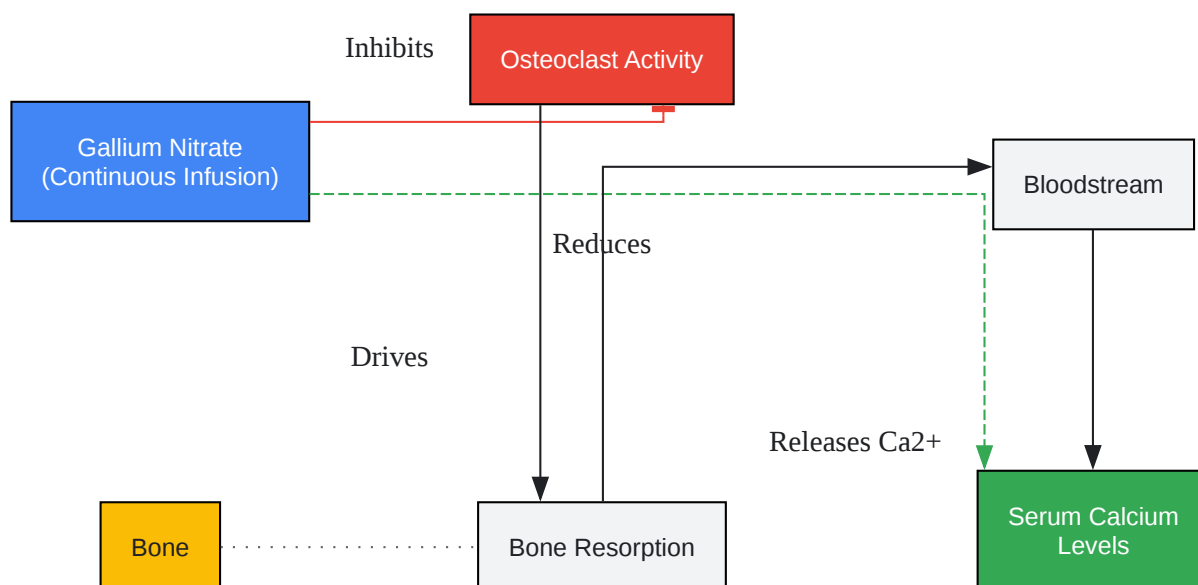 Inhibits
Osteoclast Activity
Gallium Nitrate
(Continuous Infusion)
Bloodstream
Reduces
Drives
Releases Ca2+
Bone
Bone Resorption
Serum Calcium
Levels